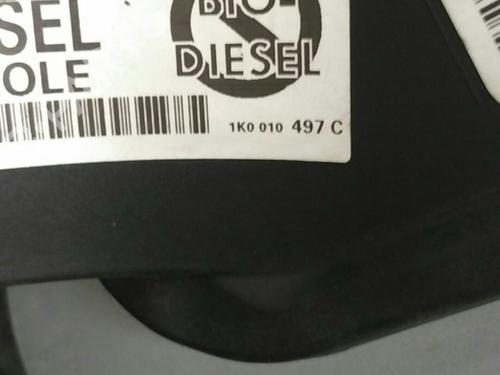 SEL
OLE
BIO-
DIESEL
1K0 010 497 C